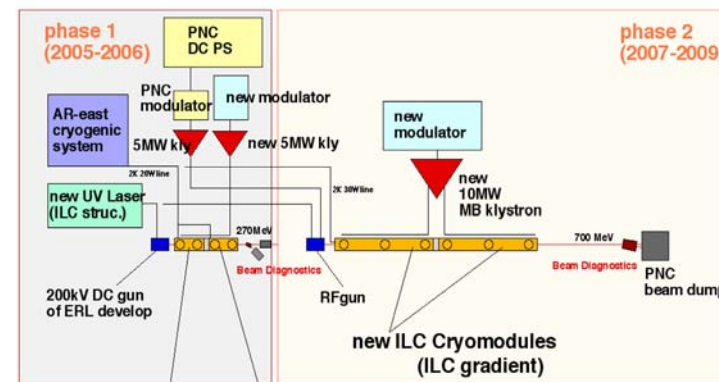 phase 1
(2005-2006)
PNC
DC PS
PNC
modulator
new modulator
AR-east
cryogenic
system
5MW kly
new 5MW kly
2K 20W line
new UV Laser
(ILC struc.)
270MeV
Beam Diagnostics
200kV DC gun
of ERL develop
phase 2
(2007-2009
new
modulator
new
10MW
MB klystron
2K 30W line
700 MeV
Beam Diagnostics
PNC
beam dump
RFgun
new ILC Cryomodules
(ILC gradient)